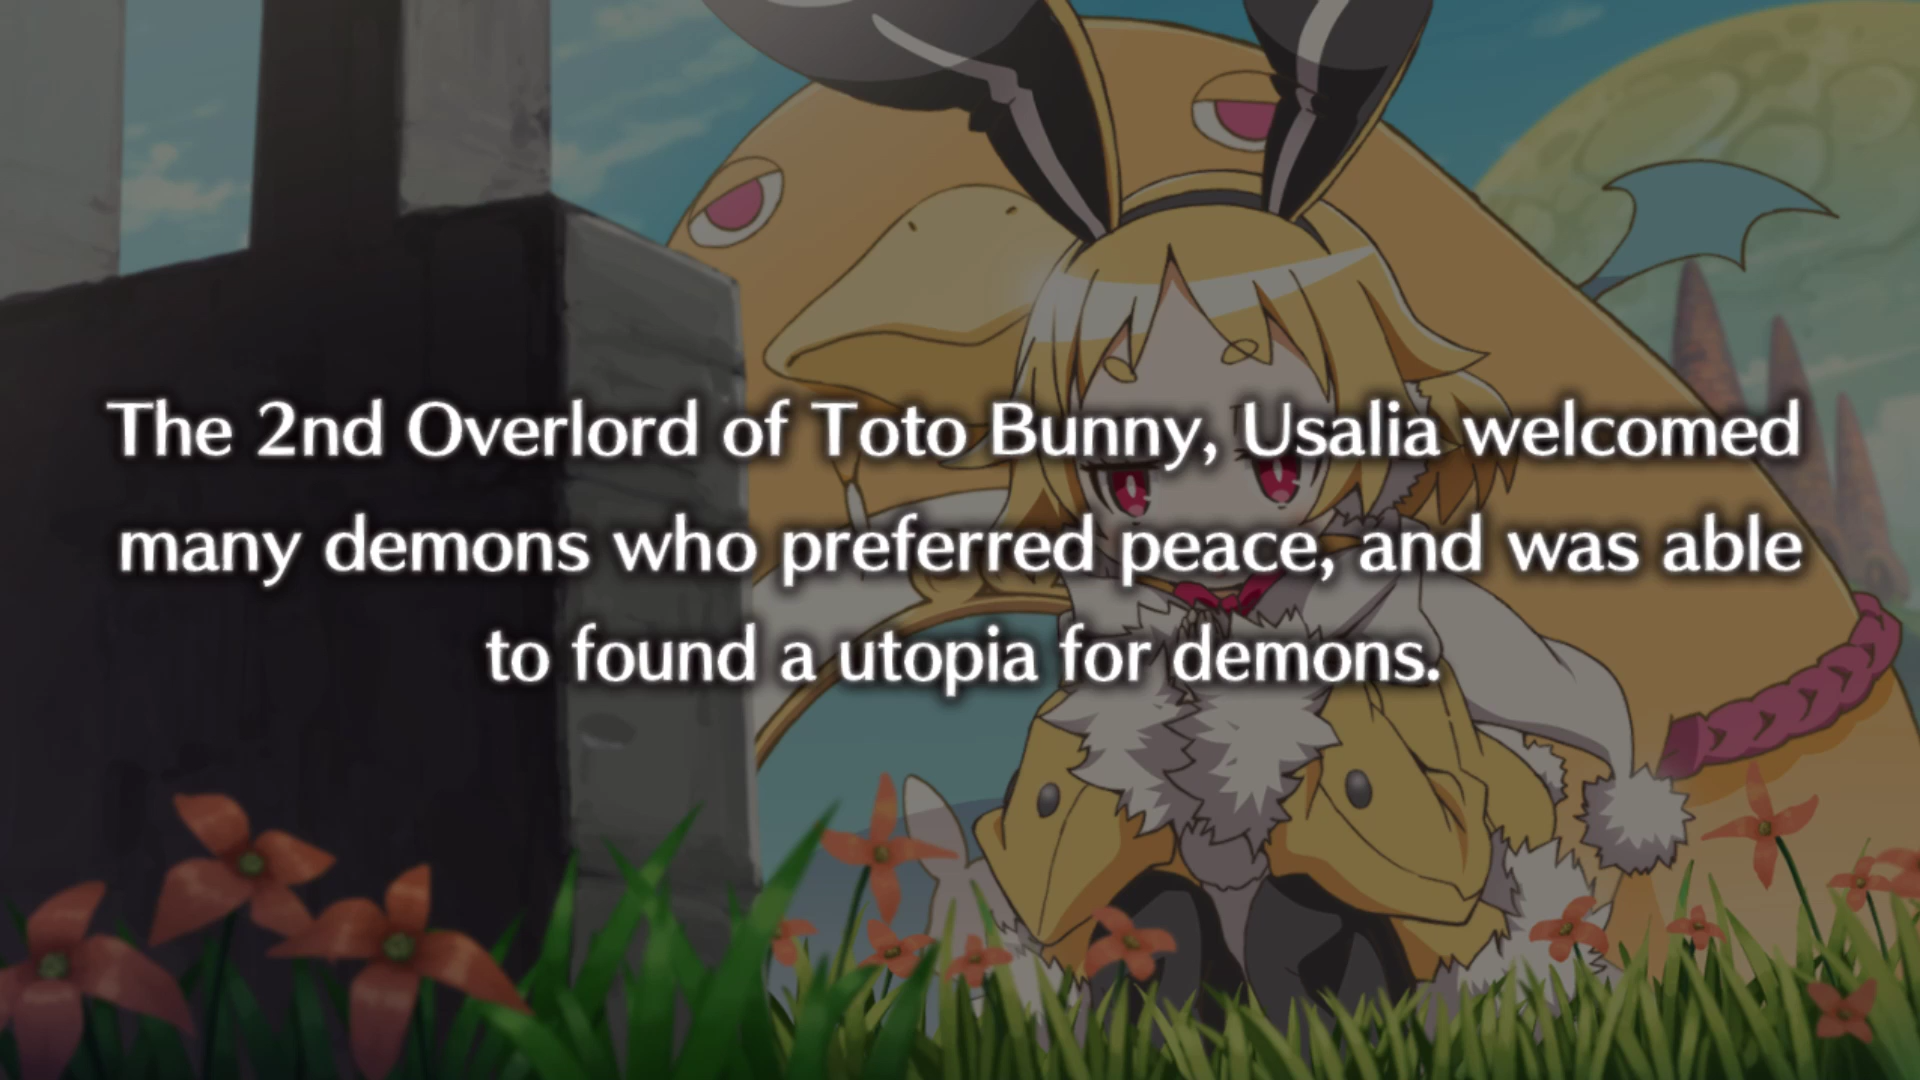 The 2nd Overlord of Toto Bunny, Usalia welcomed
many demons who preferred peace, and was able
to found a utopia for demons.